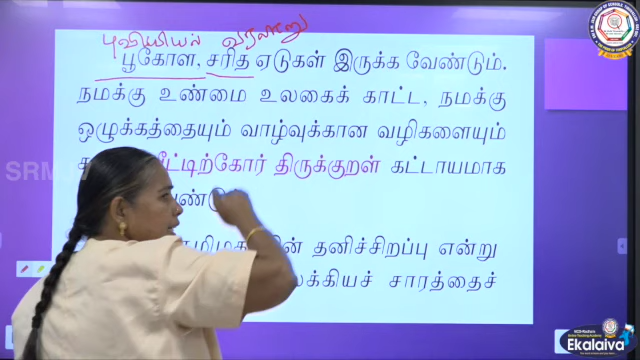 புவியியல் வரலாறு
பூகோள, சரித ஏடுகள் இருக்க வேண்டும்.
நமக்கு உண்மை உலகைக் காட்ட, நமக்கு
ஒழுக்கத்தையும் வாழ்வுக்கான வழிகளையும்
திருக்குறள் கட்டாயமாக
தனிச்சிறப்பு என்று
சாரத்தைச்
SRM
Ekalaiva